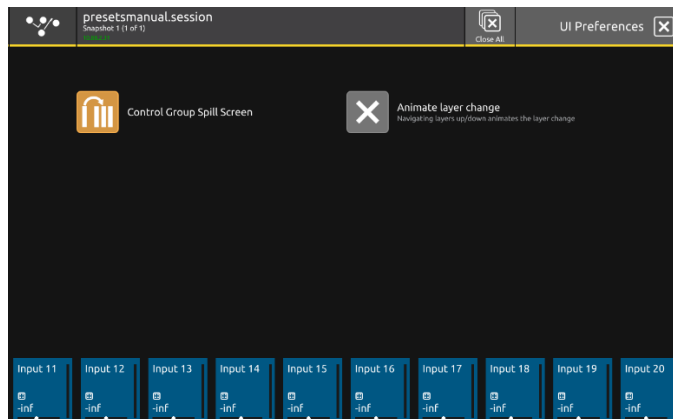 presetsmanual.session
Snapshot 1 (1 of 1)
Close All
UI Preferences
Control Group Spill Screen
Animate layer change
Navigating layers up/down animates the layer change
Input 11
Input 12
Input 13
Input 14
Input 15
Input 16
Input 17
Input 18
Input 19
Input 20
-inf
-inf
-inf
-inf
-inf
-inf
-inf
-inf
-inf
-inf